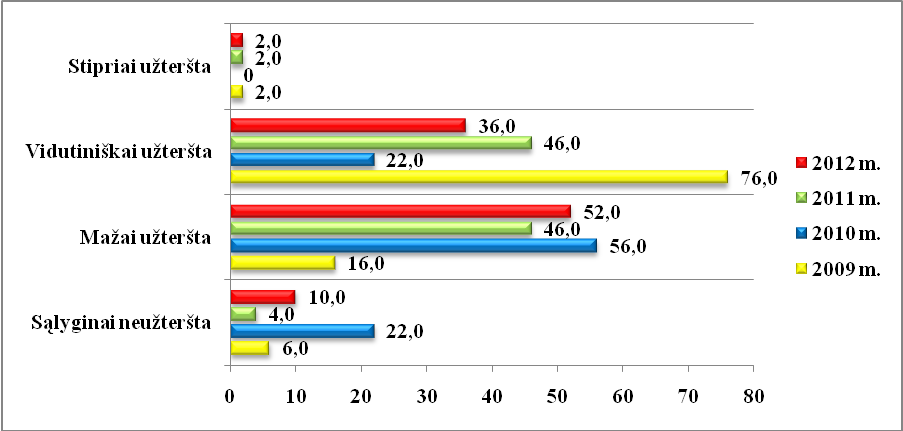 Stipriai užteršta
2,0
2,0
0
2,0
Vidutiniškai užteršta
36,0
46,0
22,0
76,0
Mažai užteršta
52,0
46,0
56,0
16,0
Sąlyginai neužteršta
10,0
4,0
22,0
6,0
0 10 20 30 40 50 60 70 80
2012 m.
2011 m.
2010 m.
2009 m.